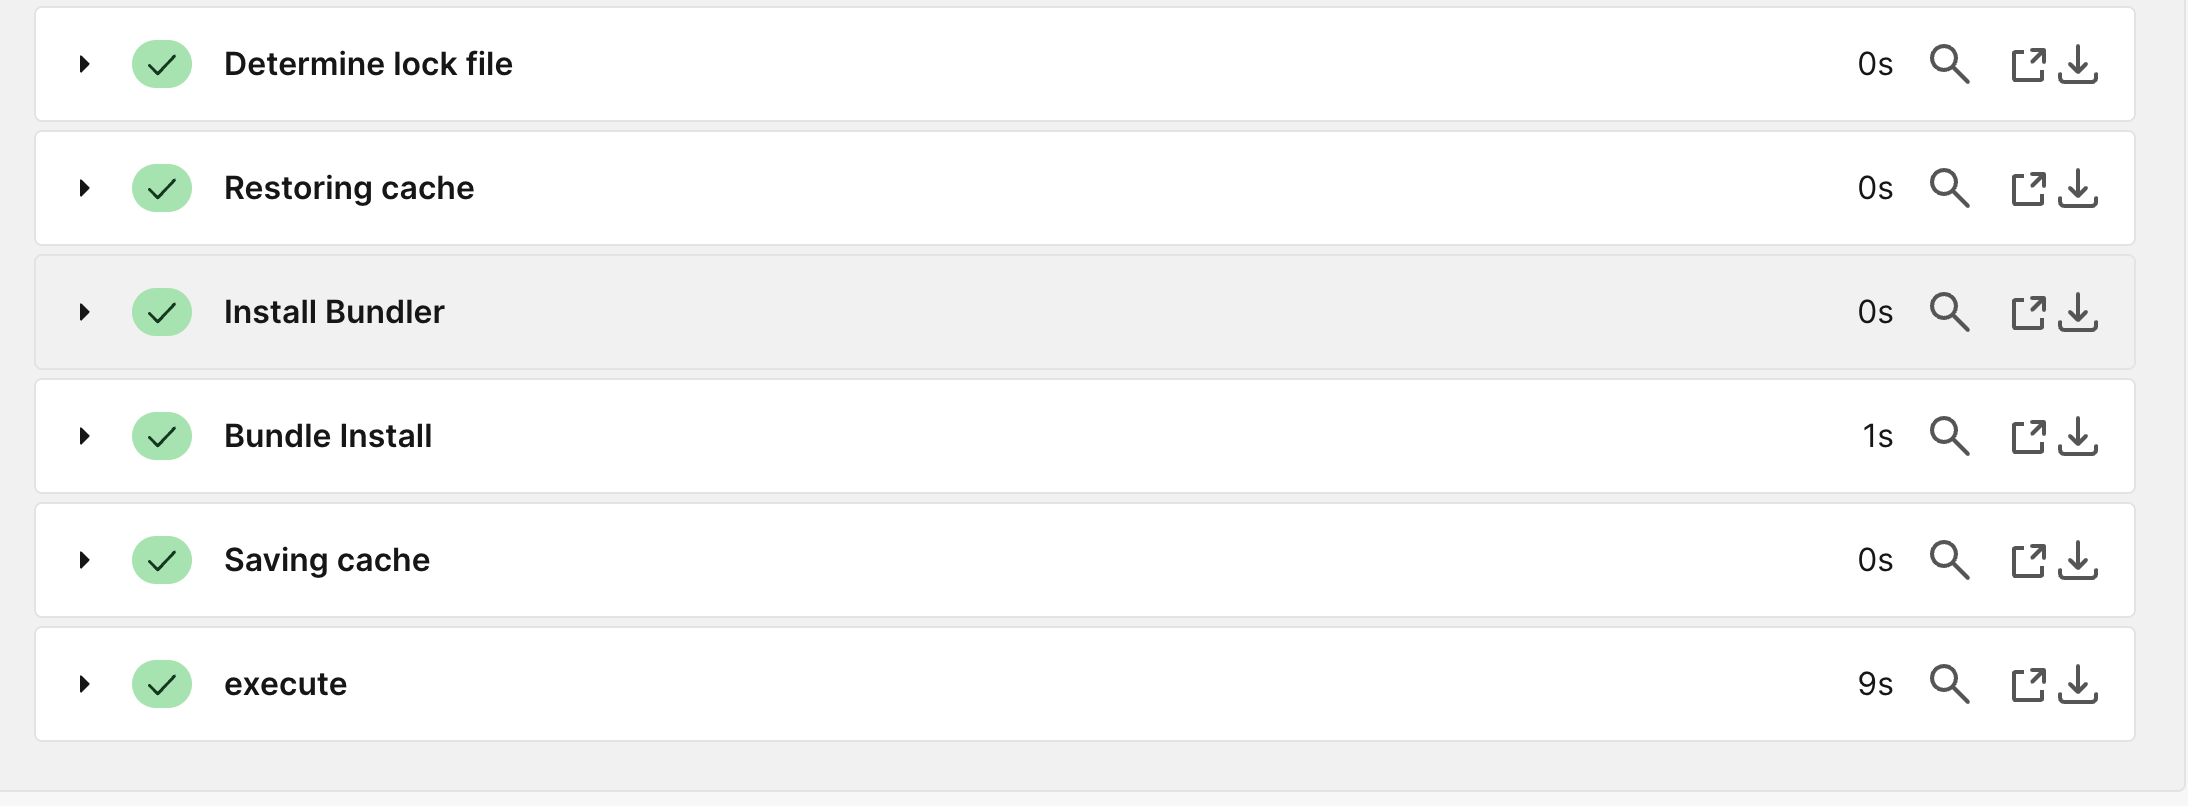 Determine lock file 0s
Restoring cache 0s
Install Bundler 0s
Bundle Install 1s
Saving cache 0s
execute 9s